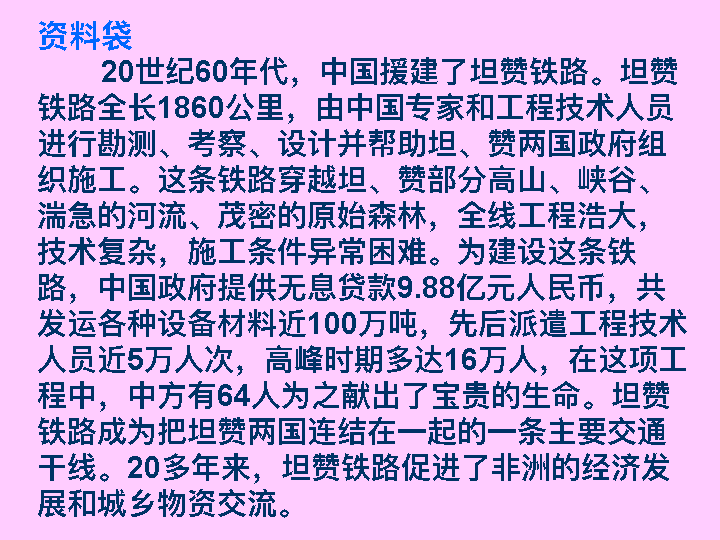 资料袋
20世纪60年代，中国援建了坦赞铁路。坦赞
铁路全长1860公里，由中国专家和工程技术人员
进行勘测、考察、设计并帮助坦、赞两国政府组
织施工。这条铁路穿越坦、赞部分高山、峡谷、
湍急的河流、茂密的原始森林，全线工程浩大，
技术复杂，施工条件异常困难。为建设这条铁
路，中国政府提供无息贷款9.88亿元人民币，共
发运各种设备材料近100万吨，先后派遣工程技术
人员近5万人次，高峰时期多达16万人，在这项工
程中，中方有64人为之献出了宝贵的生命。坦赞
铁路成为把坦赞两国连结在一起的一条主要交通
干线。20多年来，坦赞铁路促进了非洲的经济发
展和城乡物资交流。